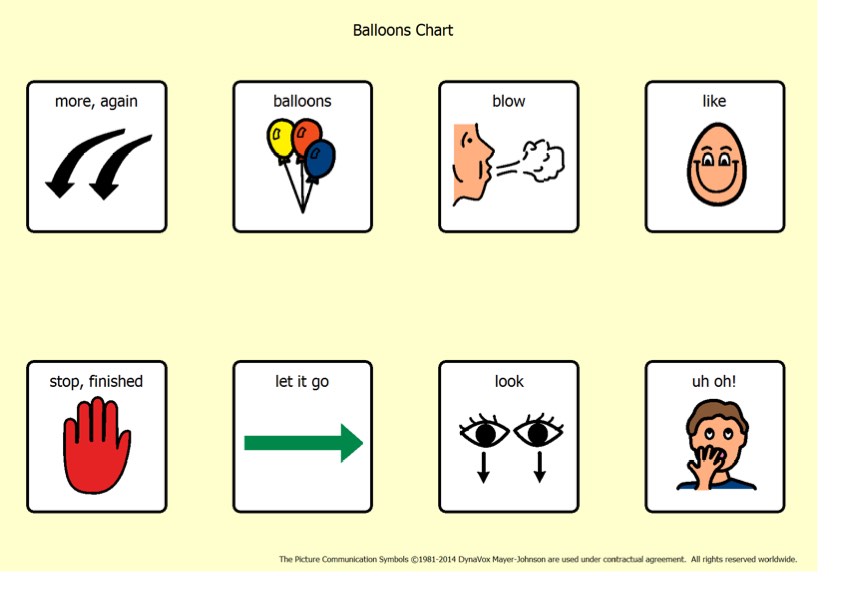 Balloons Chart
more, again
balloons
blow
like
stop, finished
let it go
look
uh oh!
The Picture Communication Symbols ©1981-2014 DynaVox Mayer-Johnson are used under contractual agreement. All rights reserved worldwide.